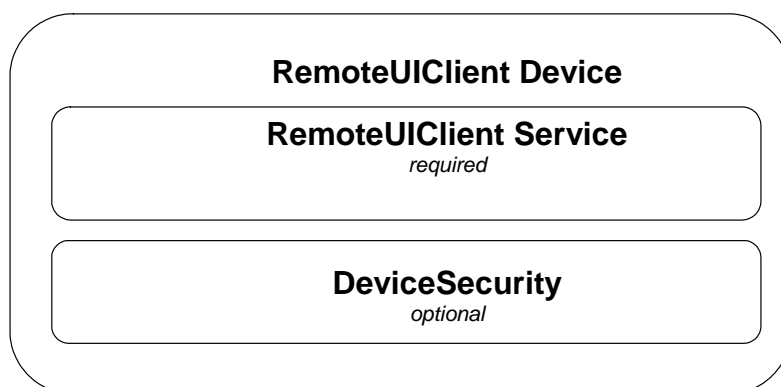 RemoteUIClient Device
RemoteUIClient Service
required
DeviceSecurity
optional